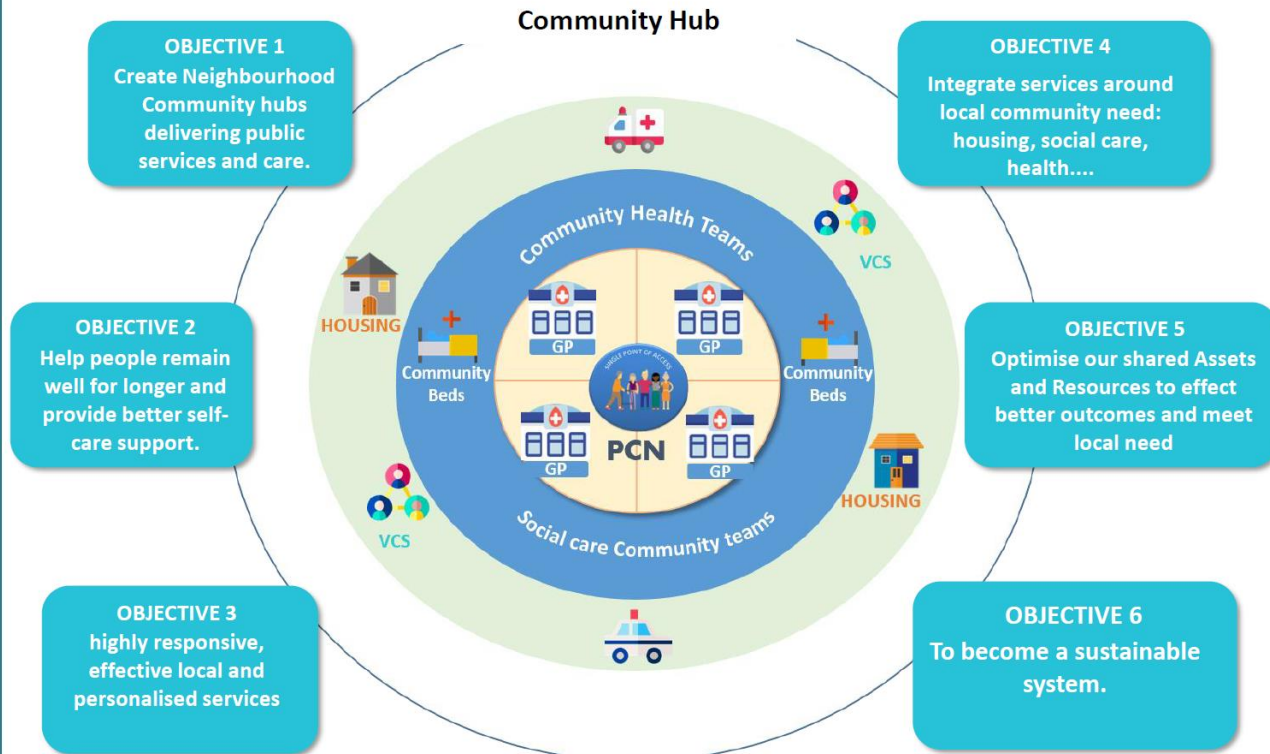 Community Hub
OBJECTIVE 1
Create Neighbourhood
Community hubs
delivering public
services and care.
OBJECTIVE 2
Help people remain
well for longer and
provide better self-
care support.
OBJECTIVE 3
highly responsive,
effective local and
personalised services
Community Health Teams
VCS
HOUSING
Community
Beds
GP
GP
SINGLE POINT OF ACCESS
Community
Beds
GP
PCN
GP
HOUSING
VCS
Social care Community teams
OBJECTIVE 4
Integrate services around
local community need:
housing, social care,
health....
OBJECTIVE 5
Optimise our shared Assets
and Resources to effect
better outcomes and meet
local need
OBJECTIVE 6
To become a sustainable
system.